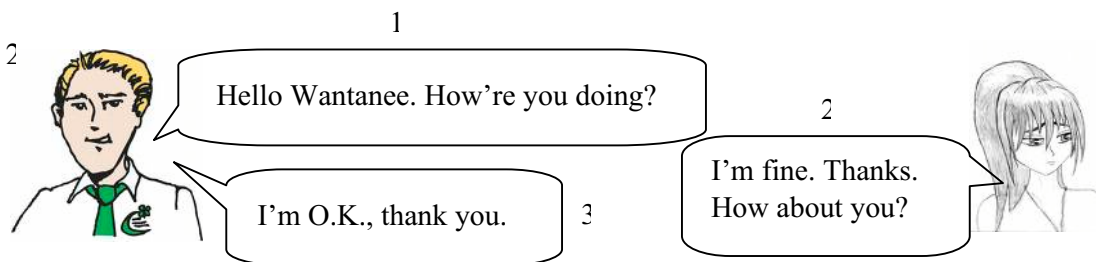 1
2
Hello Wantanee. How're you doing?
2
I'm fine. Thanks.
How about you?
I'm O.K., thank you.
3